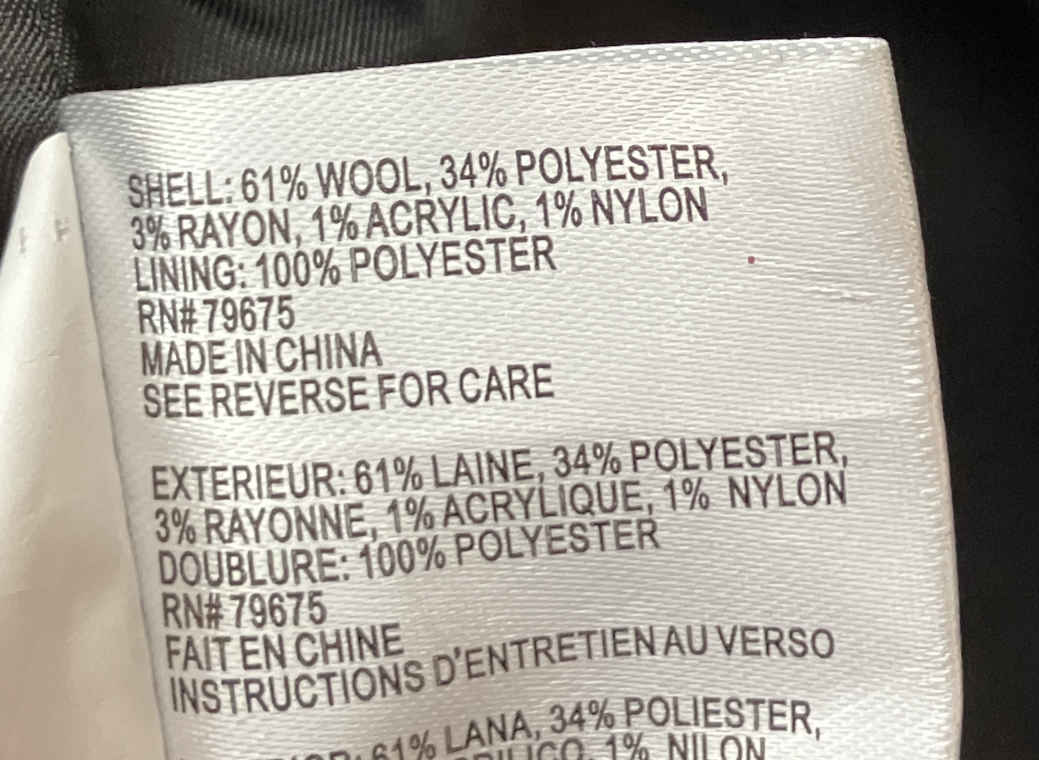 SHELL: 61% WOOL, 34% POLYESTER,
3% RAYON, 1% ACRYLIC, 1% NYLON
LINING: 100% POLYESTER
RN# 79675
MADE IN CHINA
SEE REVERSE FOR CARE
EXTERIEUR: 61% LAINE, 34% POLYESTER,
3% RAYONNE, 1% ACRYLIQUE, 1% NYLON
DOUBLURE: 100% POLYESTER
RN# 79675
FAIT EN CHINE
INSTRUCTIONS D'ENTRETIEN AU VERSO
61% LANA, 34% POLIESTER,
1% NILON